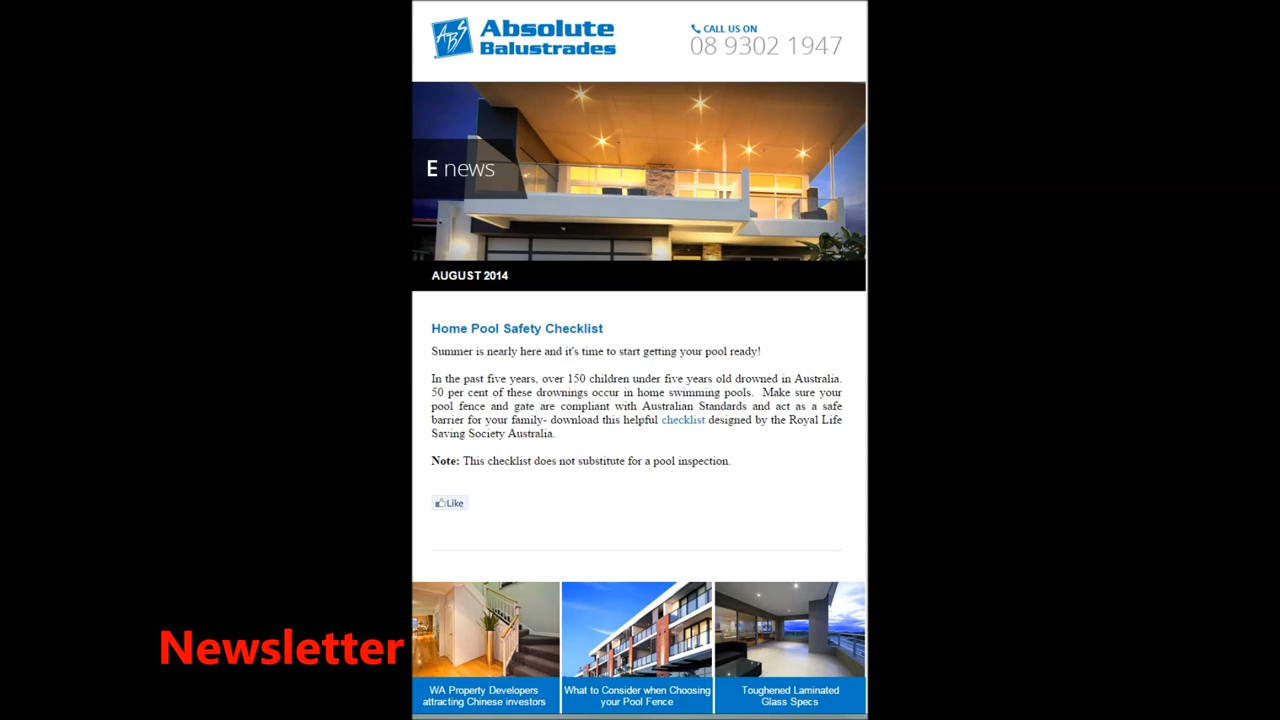 ABS
Absolute
Balustrades
CALL US ON
08 9302 1947
E news
AUGUST 2014
Home Pool Safety Checklist
Summer is nearly here and it's time to start getting your pool ready!
In the past five years, over 150 children under five years old drowned in Australia.
50 per cent of these drownings occur in home swimming pools. Make sure your
pool fence and gate are compliant with Australian Standards and act as a safe
barrier for your family- download this helpful checklist designed by the Royal Life
Saving Society Australia.
Note: This checklist does not substitute for a pool inspection.
Like
Newsletter
WA Property Developers
attracting Chinese investors
What to Consider when Choosing
your Pool Fence
Toughened Laminated
Glass Specs